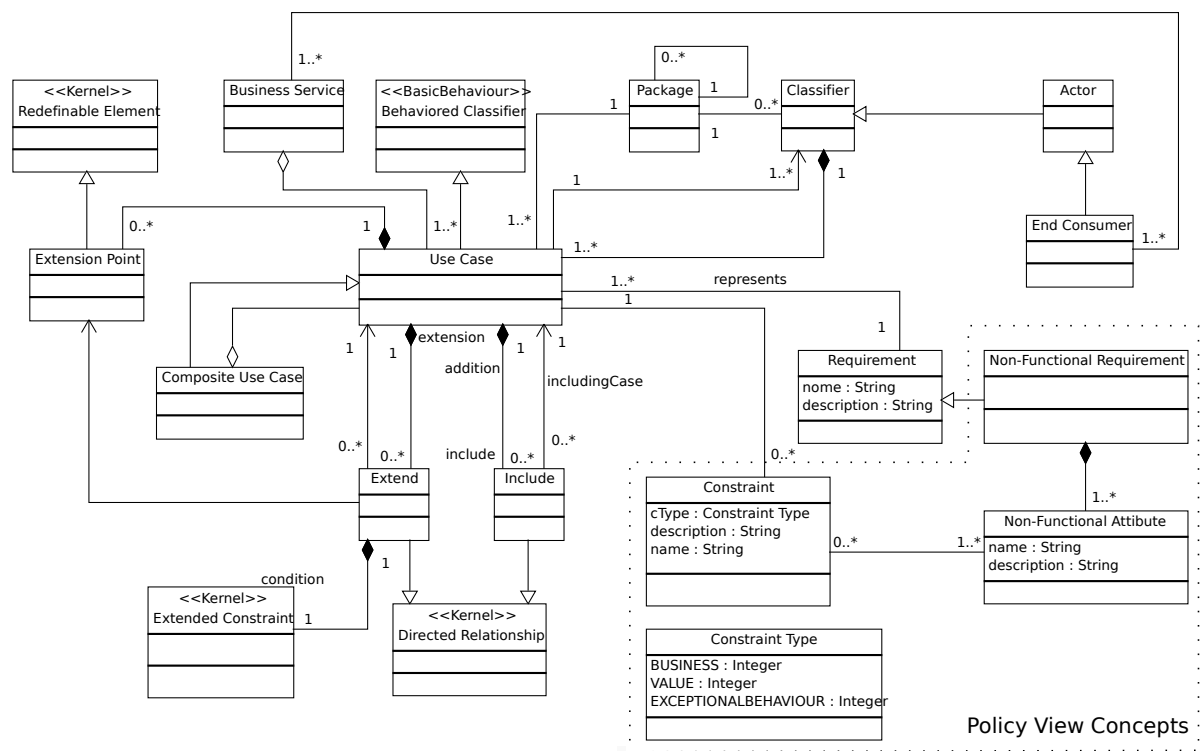 1..*
0..*
<<Kernel>>
Redefinable Element
Business Service
<<BasicBehaviour>>
Behaviored Classifier
Package
1
Classifier
Actor
1
0..*
1
1
1..*
1
0..*
1
1..*
1..*
End Consumer
1..*
1..*
Extension Point
Use Case
1..*
represents
1
1
1
extension
1
1
1
addition
includingCase
Composite Use Case
Requirement
nome : String
description : String
Non-Functional Requirement
0..*
0..*
include
0..*
0..*
0..*
Extend
Include
1..*
Constraint
cType : Constraint Type
description : String
name : String
0..*
1..*
Non-Functional Attibute
name : String
description : String
1
condition
<<Kernel>>
Extended Constraint
1
<<Kernel>>
Directed Relationship
Constraint Type
BUSINESS : Integer
VALUE : Integer
EXCEPTIONALBEHAVIOUR : Integer
Policy View Concepts